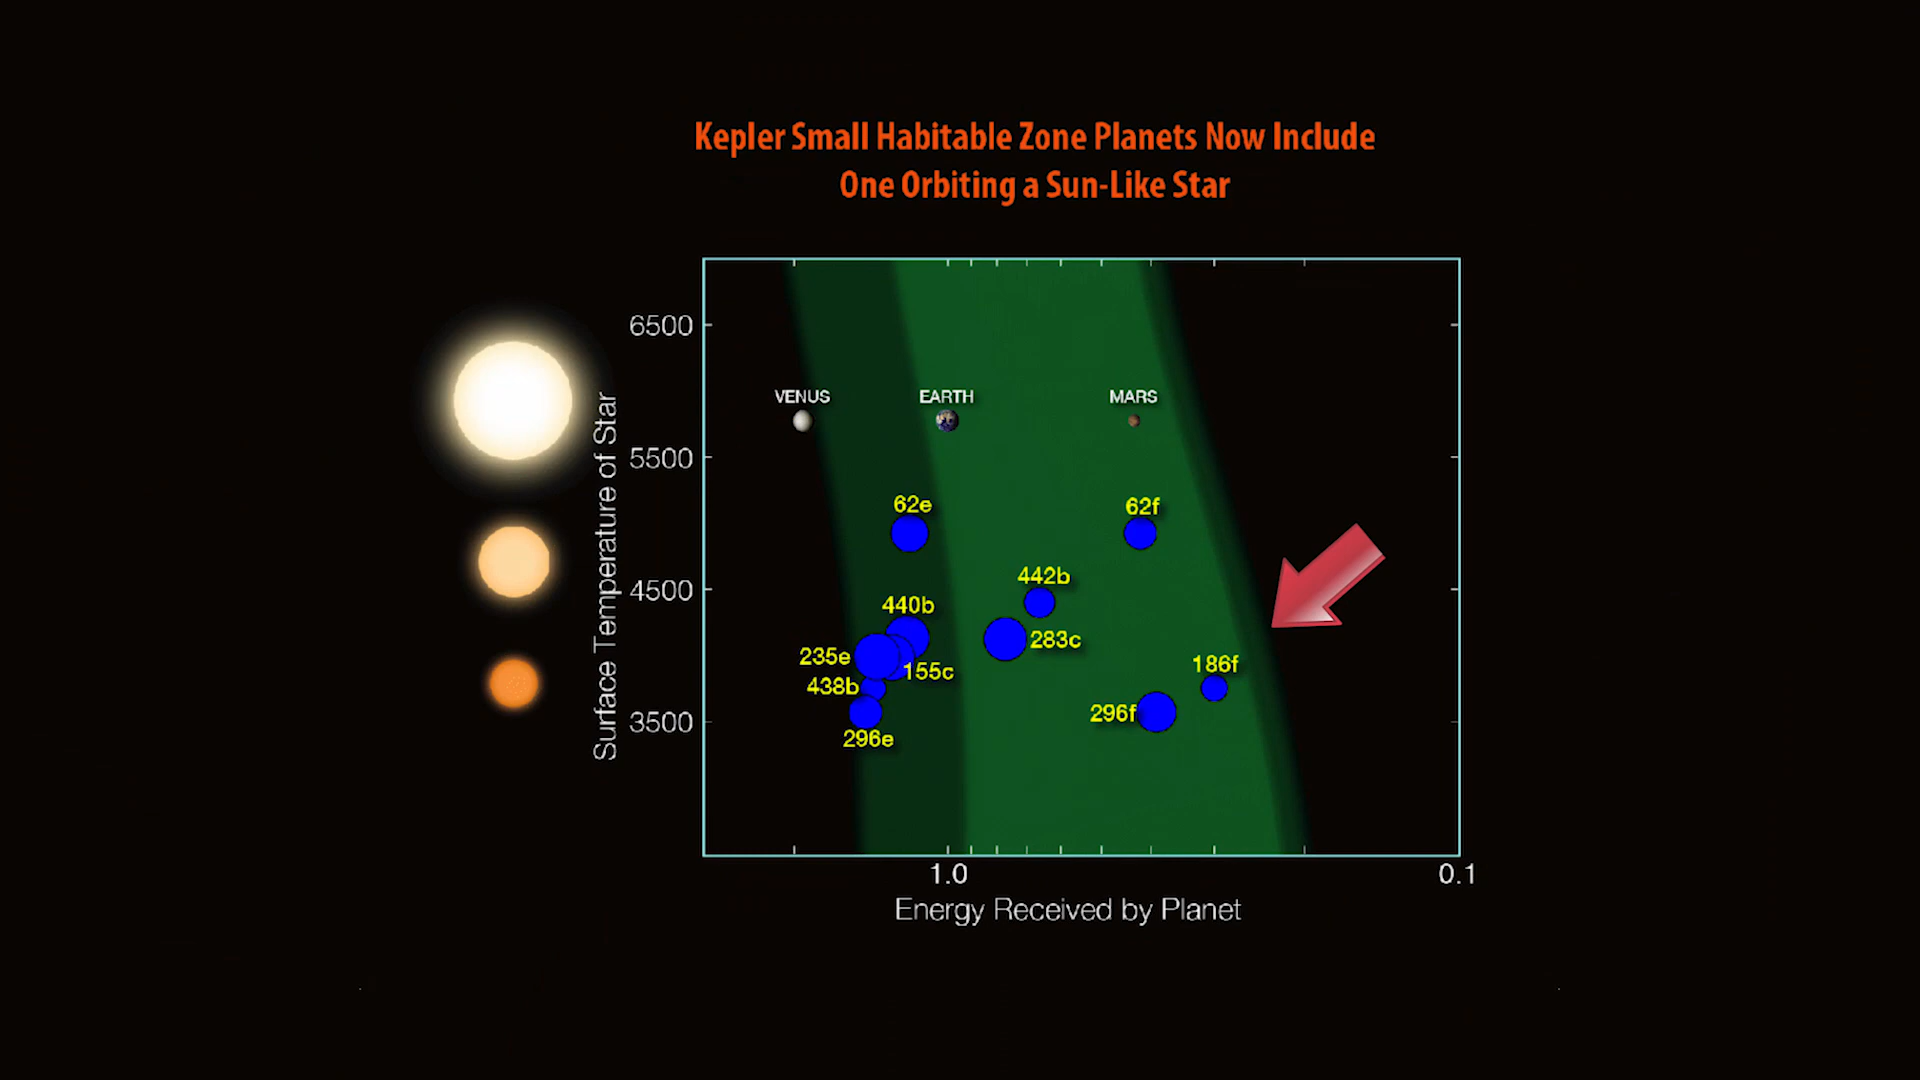 Kepler Small Habitable Zone Planets Now Include
One Orbiting a Sun-Like Star
Surface Temperature of Star
6500
5500
4500
3500
VENUS
EARTH
MARS
62e
62f
442b
440b
283c
235e
155c
438b
186f
296f
296e
1.0
0.1
Energy Received by Planet